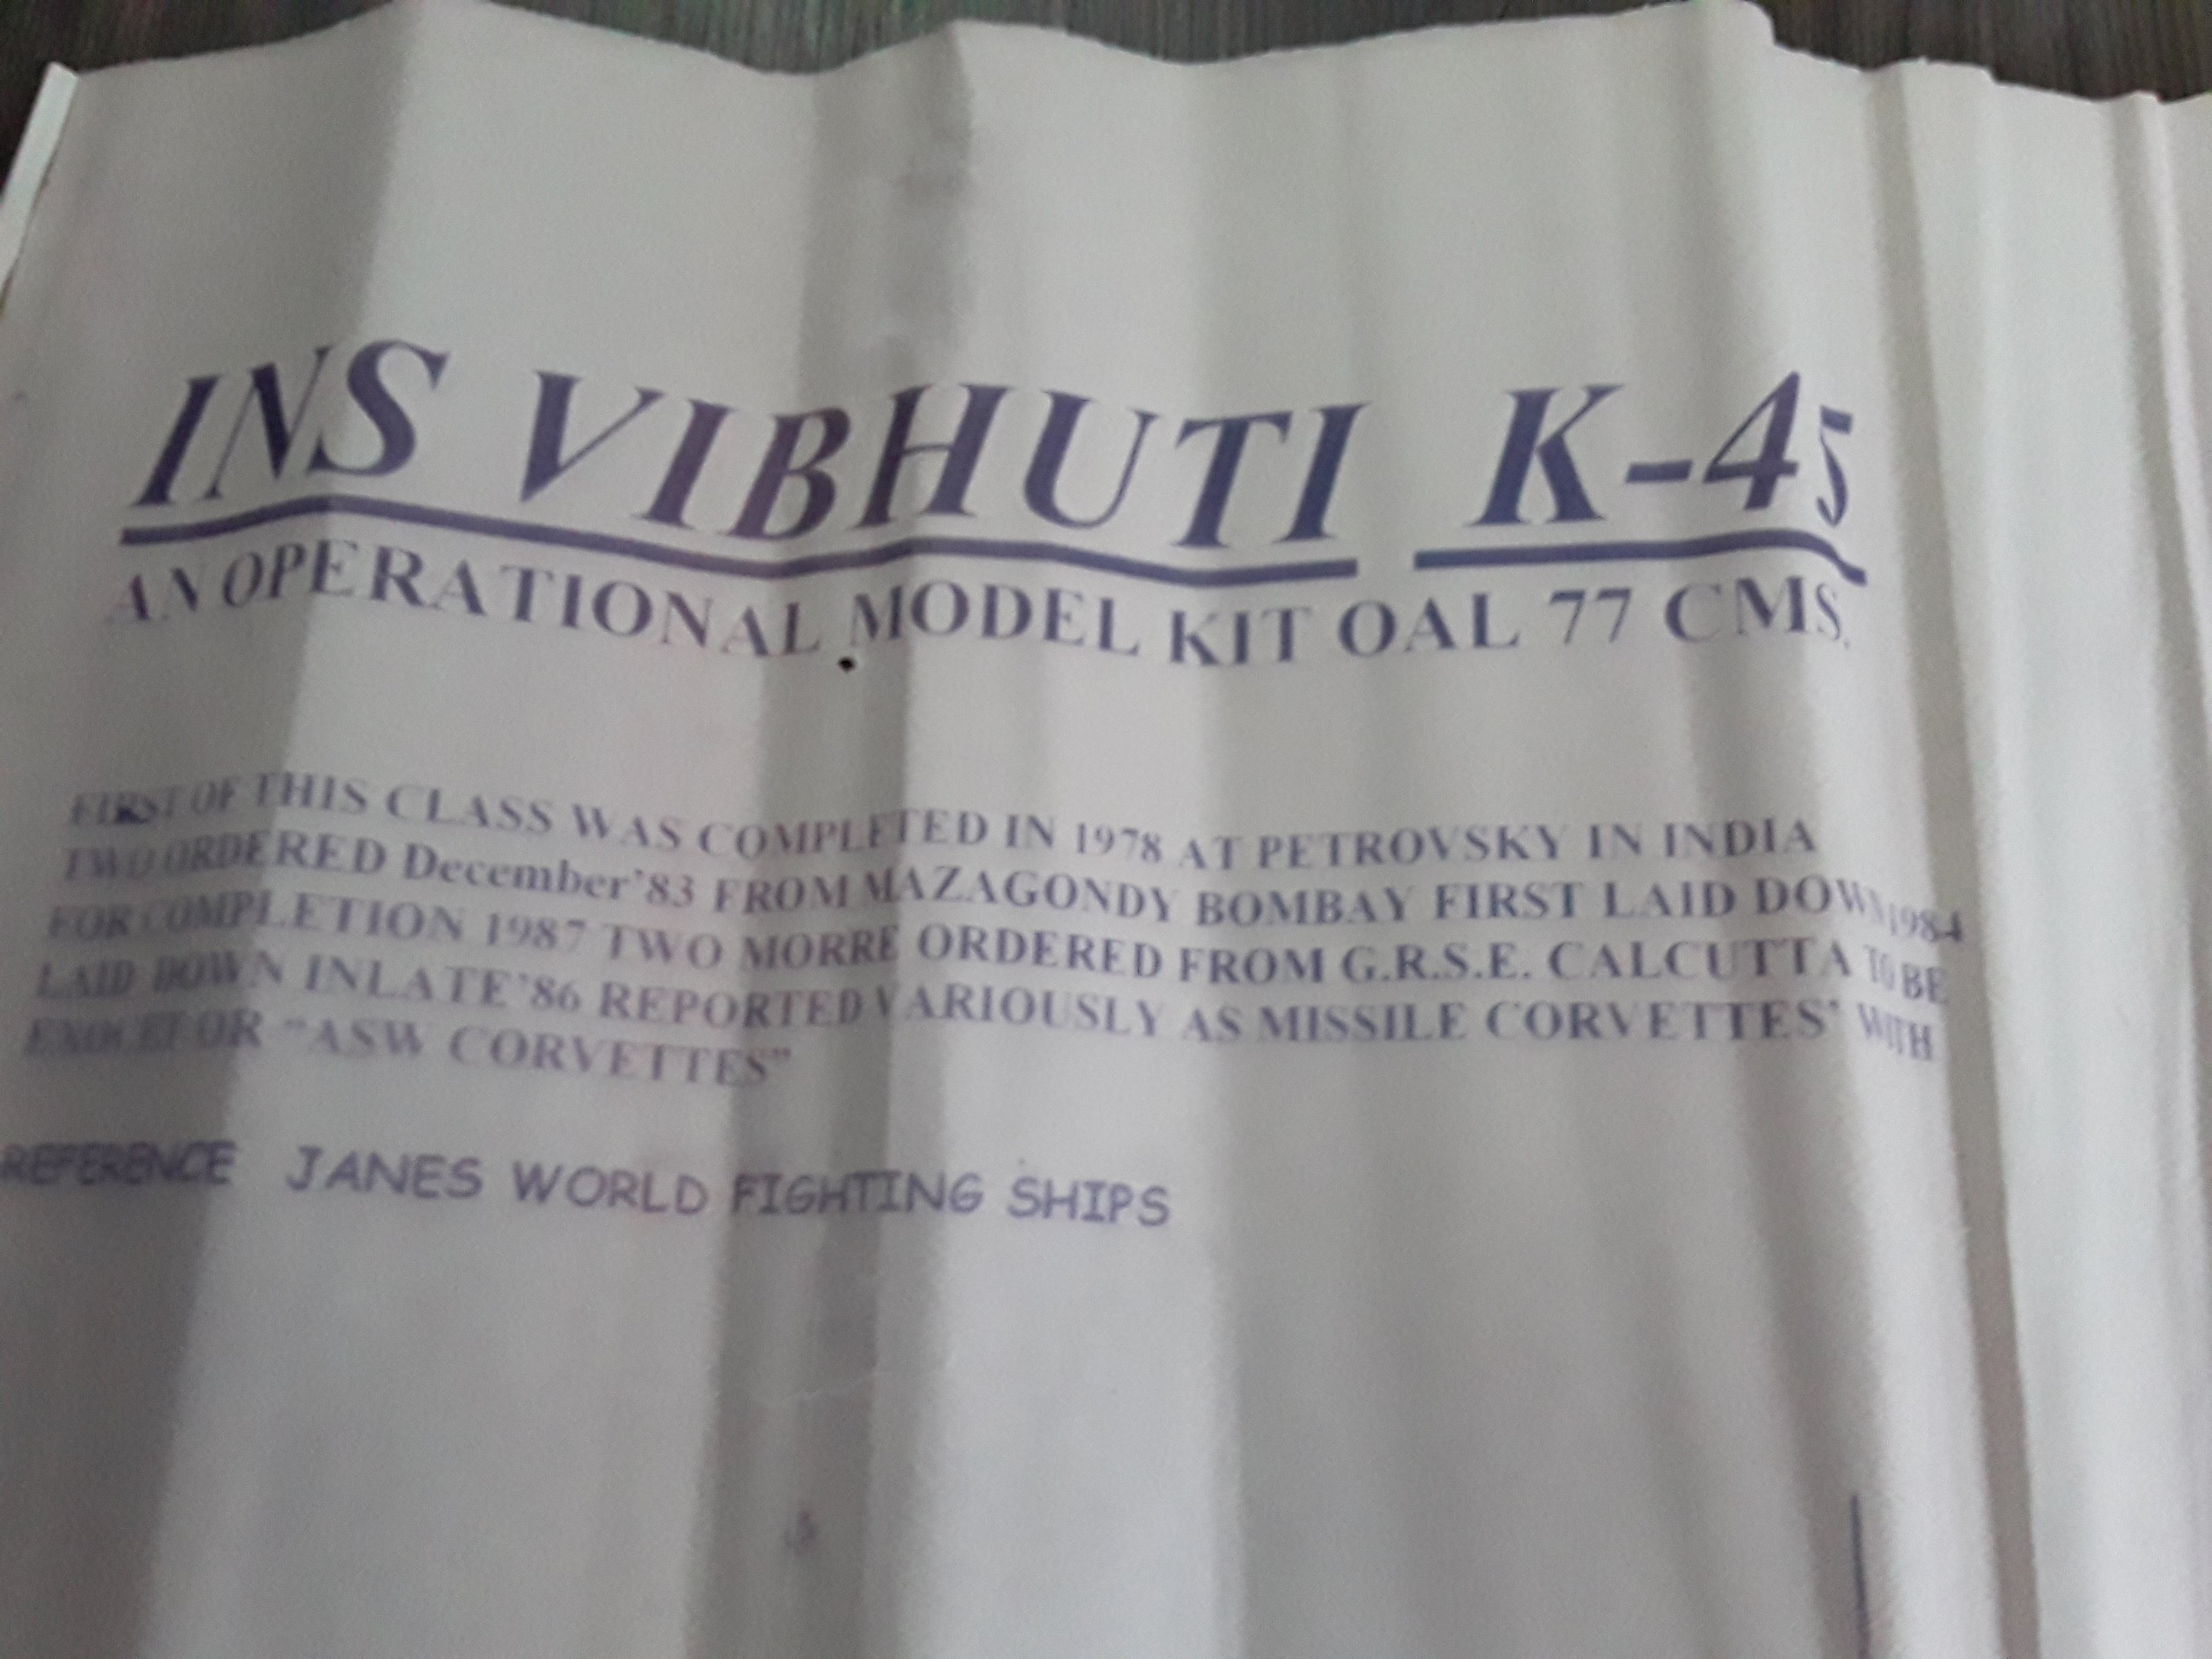 INS VIBHUTI K-45
AN OPERATIONAL MODEL KIT OAL 77 CMS.
FIRST OF THIS CLASS WAS COMPLETED IN 1978 AT PETROVSKY IN INDIA
TWO ORDERED December'83 FROM MAZAGONDY BOMBAY FIRST LAID DOWN 1984
FOR COMPLETION 1987 TWO MORRE ORDERED FROM G.R.S.E. CALCUTTA TO BE
LAID DOWN INLATE'86 REPORTED VARIOUSLY AS MISSILE CORVETTES' WITH
OR "ASW CORVETTES"
REFERENCE JANES WORLD FIGHTING SHIPS